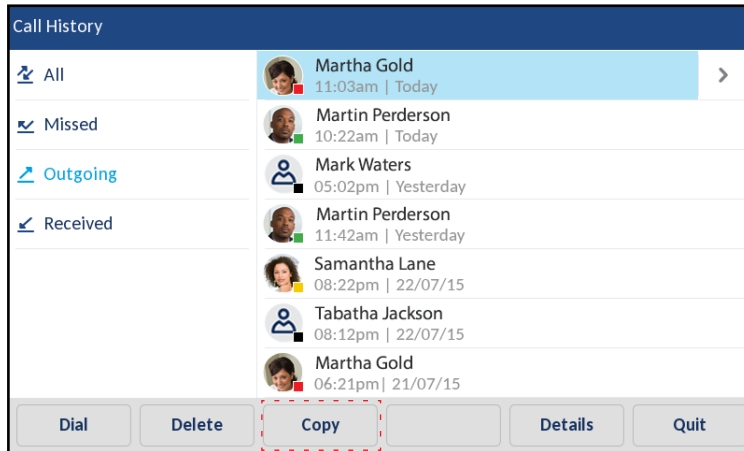 Call History
All
Missed
Outgoing
Received
Martha Gold
11:03am | Today
Martin Perderson
10:22am | Today
Mark Waters
05:02pm | Yesterday
Martin Perderson
11:42am | Yesterday
Samantha Lane
08:22pm | 22/07/15
Tabatha Jackson
08:12pm | 22/07/15
Martha Gold
06:21pm| 21/07/15
Dial Delete Copy Details Quit